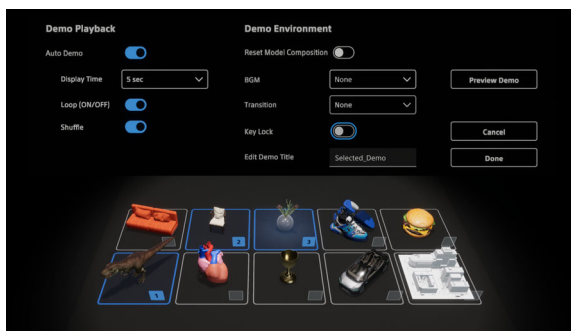 Demo Playback
Auto Demo
Display Time 5 sec
Loop (ON/OFF)
Shuffle
Demo Environment
Reset Model Composition
BGM None
Transition None
Key Lock
Edit Demo Title Selected_Demo
Preview Demo
Cancel
Done
2
3
1